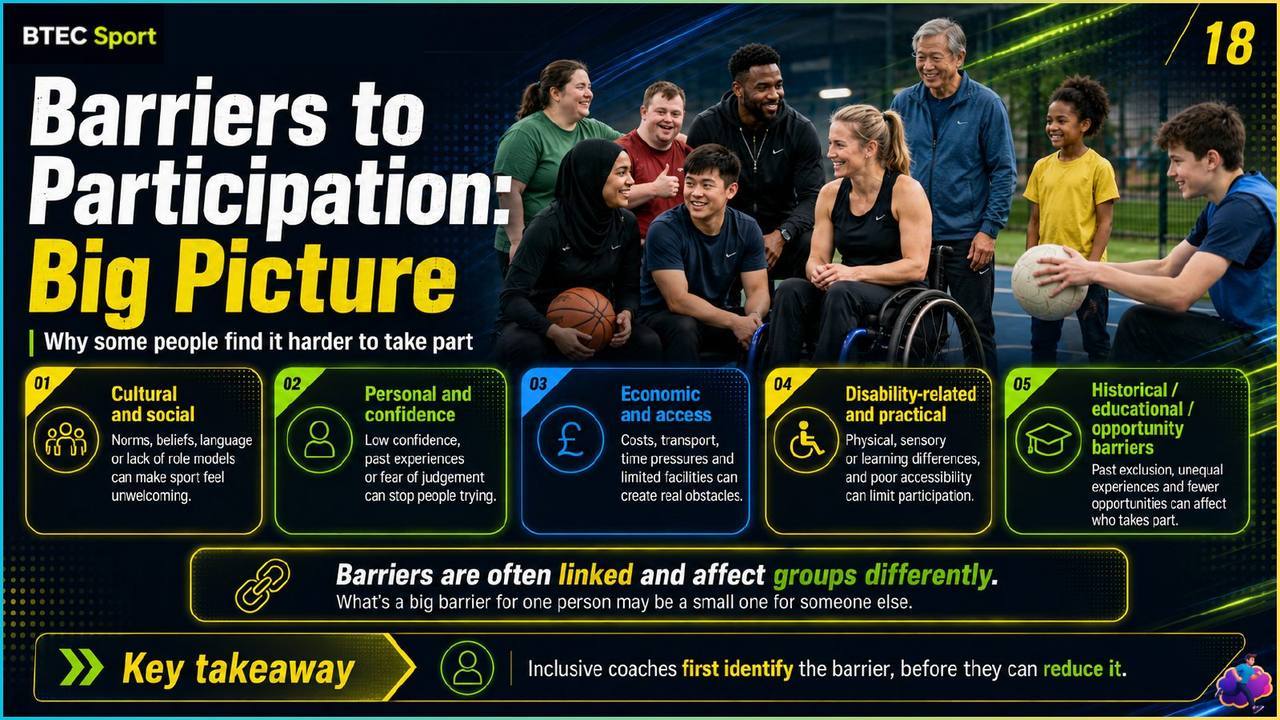 BTEC Sport
18
Barriers to
Participation:
Big Picture
Why some people find it harder to take part
01
Cultural
and social
Norms, beliefs, language
or lack of role models
can make sport feel
unwelcoming.
02
Personal and
confidence
Low confidence,
past experiences
or fear of judgement
can stop people trying.
03
Economic
and access
£
Costs, transport,
time pressures and
limited facilities can
create real obstacles.
04
Disability-related
and practical
Physical, sensory
or learning differences,
and poor accessibility
can limit participation.
05
Historical /
educational /
opportunity
barriers
Past exclusion, unequal
experiences and fewer
opportunities can affect
who takes part.
Barriers are often linked and affect groups differently.
What's a big barrier for one person may be a small one for someone else.
Key takeaway
Inclusive coaches first identify the barrier, before they can reduce it.